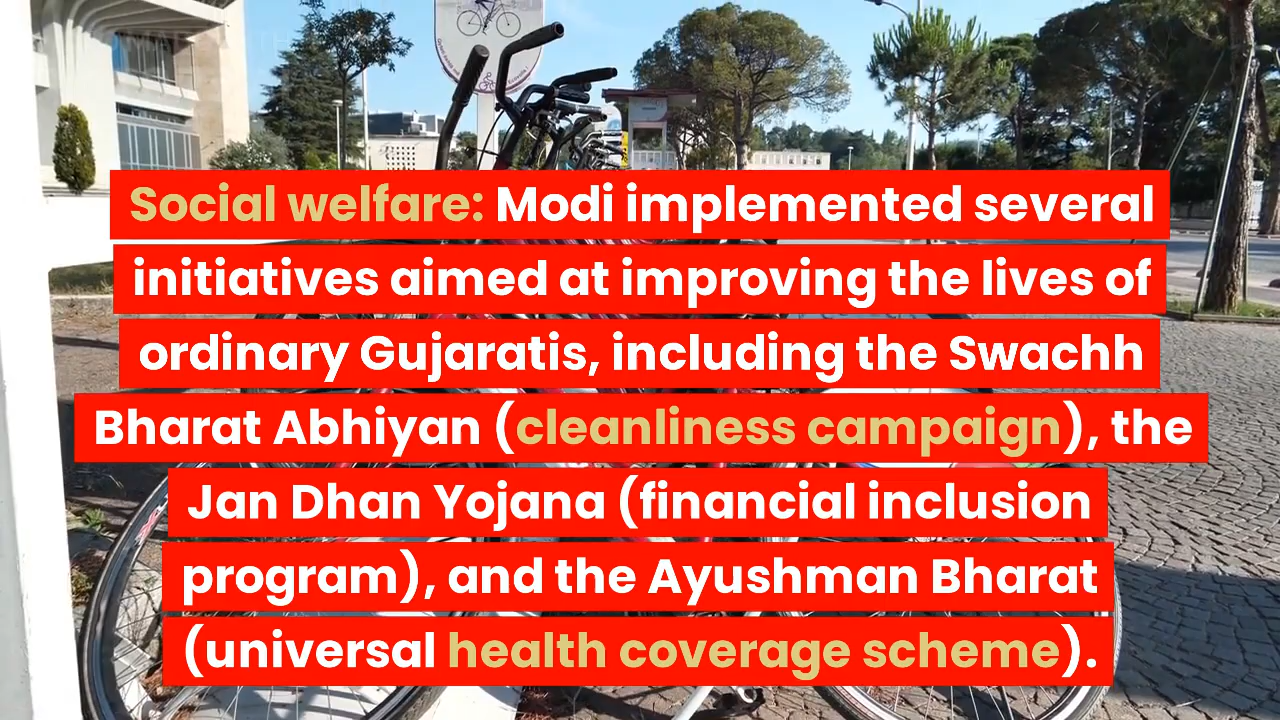 Social welfare: Modi implemented several
initiatives aimed at improving the lives of
ordinary Gujaratis, including the Swachh
Bharat Abhiyan (cleanliness campaign), the
Jan Dhan Yojana (financial inclusion
program), and the Ayushman Bharat
(universal health coverage scheme).